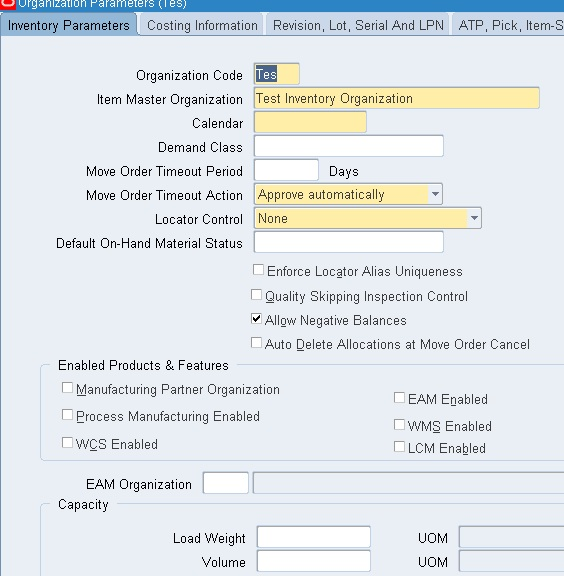 Organization Parameters (Tes)
Inventory Parameters Costing Information Revision, Lot, Serial And LPN ATP, Pick, Item-S
Organization Code Tes
Item Master Organization Test Inventory Organization
Calendar
Demand Class
Move Order Timeout Period Days
Move Order Timeout Action Approve automatically
Locator Control None
Default On-Hand Material Status
Enforce Locator Alias Uniqueness
Quality Skipping Inspection Control
Allow Negative Balances
Auto Delete Allocations at Move Order Cancel
Enabled Products & Features
Manufacturing Partner Organization
EAM Enabled
Process Manufacturing Enabled
WMS Enabled
WCS Enabled
LCM Enabled
EAM Organization
Capacity
Load Weight UOM
Volume UOM